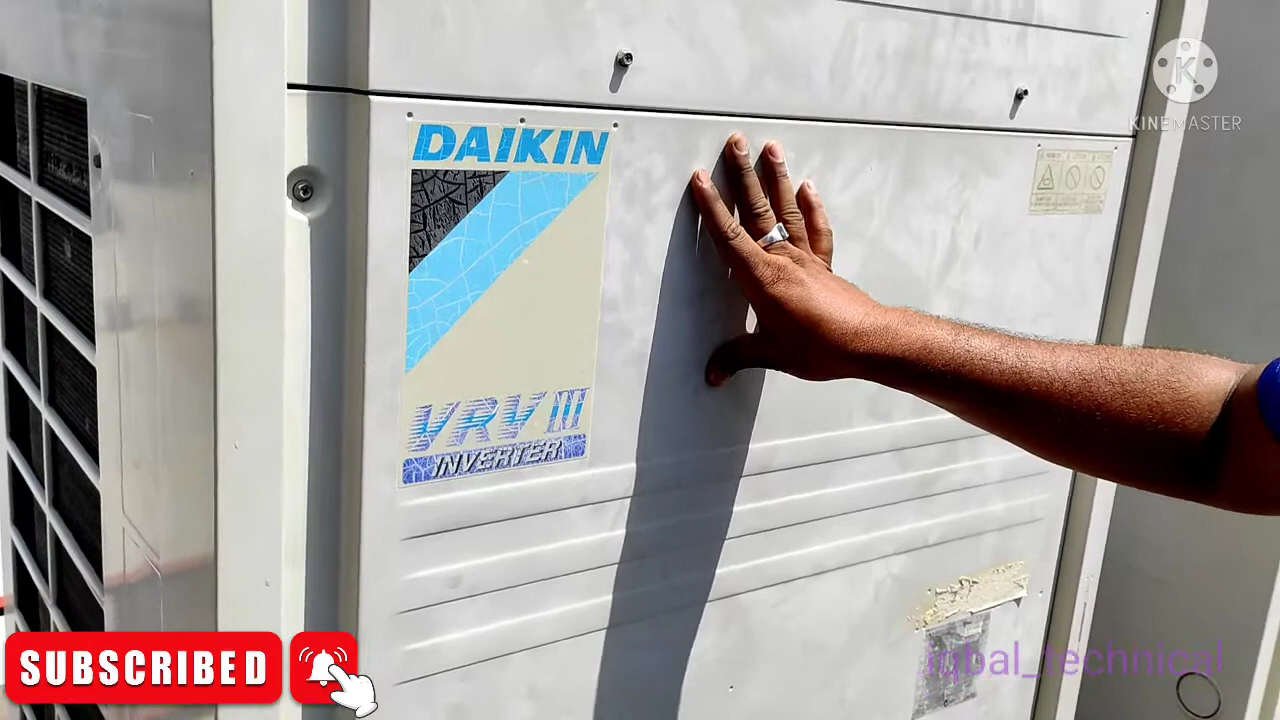 DAIKIN
VRV III
INVERTER
KINEMASTER
SUBSCRIBED
iqbal_technical